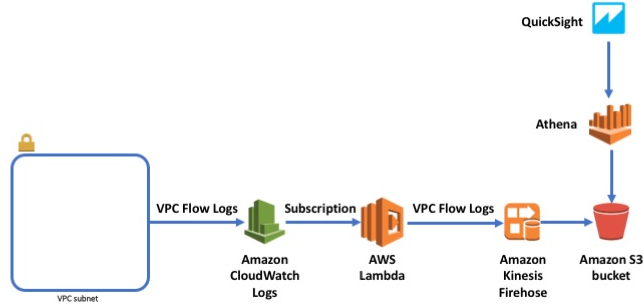 QuickSight
Athena
VPC Flow Logs
Subscription
VPC Flow Logs
Amazon
CloudWatch
Logs
AWS
Lambda
Amazon
Kinesis
Firehose
Amazon S3
bucket
VPC subnet